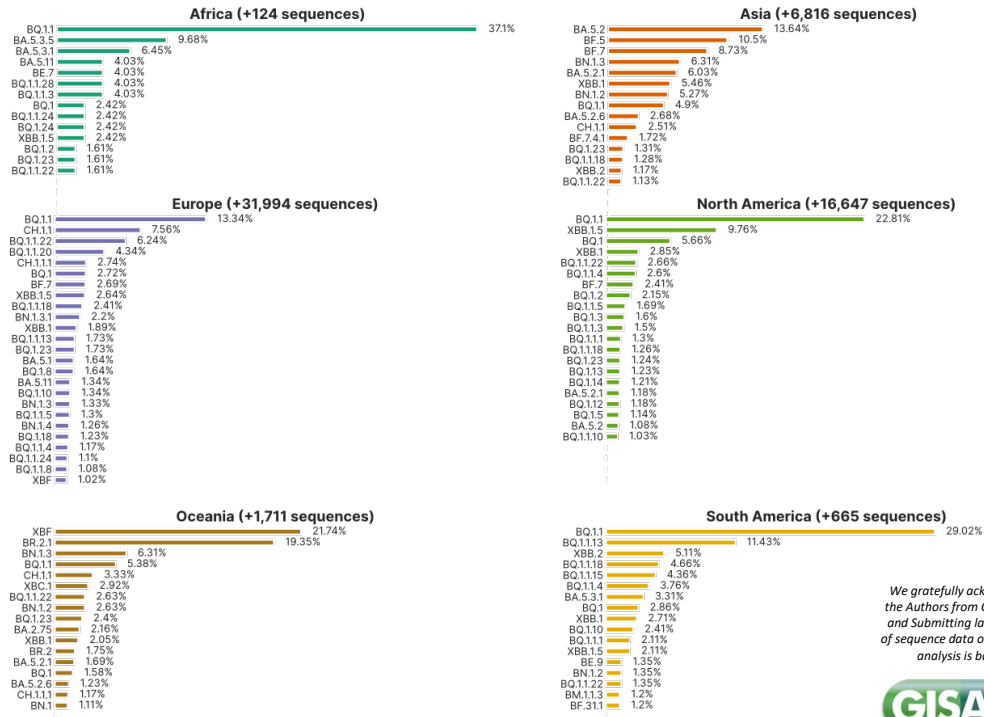 Africa (+124 sequences)
BQ.1.1 37.1%
BA.5.3.5 9.68%
BA.5.3.1 6.45%
BA.5.11 4.03%
BE.7 4.03%
BQ.1.1.28 4.03%
BQ.1.1.3 4.03%
BQ.1 2.42%
BQ.1.1.24 2.42%
BQ.1.24 2.42%
XBB.1.5 2.42%
BQ.1.2 1.61%
BQ.1.23 1.61%
BQ.1.1.22 1.61%
Asia (+6,816 sequences)
BA.5.2 13.64%
BF.5 10.5%
BF.7 8.73%
BN.1.3 6.31%
BA.5.2.1 6.03%
XBB.1 5.46%
BN.1.2 5.27%
BQ.1.1 4.9%
BA.5.2.6 2.68%
CH.1.1 2.51%
BF.7.4.1 1.72%
BQ.1.23 1.31%
BQ.1.1.18 1.28%
XBB.2 1.17%
BQ.1.1.22 1.13%
Europe (+31,994 sequences)
BQ.1.1 13.34%
CH.1.1 7.56%
BQ.1.1.22 6.24%
BQ.1.1.20 4.34%
CH.1.1.1 2.74%
BQ.1 2.72%
BF.7 2.69%
XBB.1.5 2.64%
BQ.1.1.18 2.41%
BN.1.3.1 2.2%
XBB.1 1.89%
BQ.1.1.13 1.73%
BQ.1.23 1.73%
BA.5.1 1.64%
BQ.1.8 1.64%
BA.5.11 1.34%
BQ.1.10 1.34%
BN.1.3 1.33%
BQ.1.1.5 1.3%
BN.1.4 1.26%
BQ.1.18 1.23%
BQ.1.1.4 1.17%
BQ.1.1.24 1.1%
BQ.1.1.8 1.08%
XBF 1.02%
North America (+16,647 sequences)
BQ.1.1 22.81%
XBB.1.5 9.76%
BQ.1 5.66%
XBB.1 2.85%
BQ.1.1.22 2.66%
BQ.1.1.4 2.6%
BF.7 2.41%
BQ.1.2 2.15%
BQ.1.1.5 1.69%
BQ.1.3 1.6%
BQ.1.1.3 1.5%
BQ.1.1.1 1.3%
BQ.1.1.18 1.26%
BQ.1.23 1.24%
BQ.1.13 1.23%
BQ.1.14 1.21%
BA.5.2.1 1.18%
BQ.1.12 1.18%
BQ.1.5 1.14%
BA.5.2 1.08%
BQ.1.1.10 1.03%
Oceania (+1,711 sequences)
XBF 21.74%
BR.2.1 19.35%
BN.1.3 6.31%
BQ.1.1 5.38%
CH.1.1 3.33%
XBC.1 2.92%
BQ.1.1.22 2.63%
BN.1.2 2.63%
BQ.1.23 2.4%
BA.2.75 2.16%
XBB.1 2.05%
BR.2 1.75%
BA.5.2.1 1.69%
BQ.1 1.58%
BA.5.2.6 1.23%
CH.1.1.1 1.17%
BN.1 1.11%
South America (+665 sequences)
BQ.1.1 29.02%
BQ.1.1.13 11.43%
XBB.2 5.11%
BQ.1.1.18 4.66%
BQ.1.1.15 4.36%
BQ.1.1.4 3.76%
BA.5.3.1 3.31%
BQ.1 2.86%
XBB.1 2.71%
BQ.1.10 2.41%
BQ.1.1.1 2.11%
XBB.1.5 2.11%
BE.9 1.35%
BN.1.2 1.35%
BQ.1.1.22 1.35%
BM.1.1.3 1.2%
BF.31.1 1.2%
We gratefully
the Authors from
and Submitting
of sequence data
analysis is
GISA